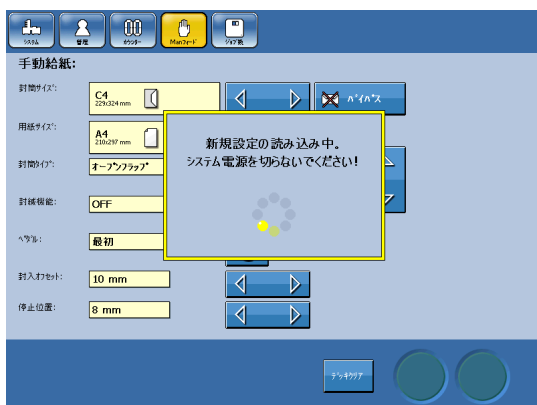 システム
管理
カウンター
Manフィード
ジョブ板
手動給紙:
封筒サイズ:
C4
229x324 mm
バイパス
用紙サイズ:
A4
210x297 mm
新規設定の読み込み中。
システム電源を切らないでください!
封筒タイプ:
オープンフラップ
封緘機能:
OFF
ペダル:
最初
封入オフセット:
10 mm
停止位置:
8 mm
デッキクリア